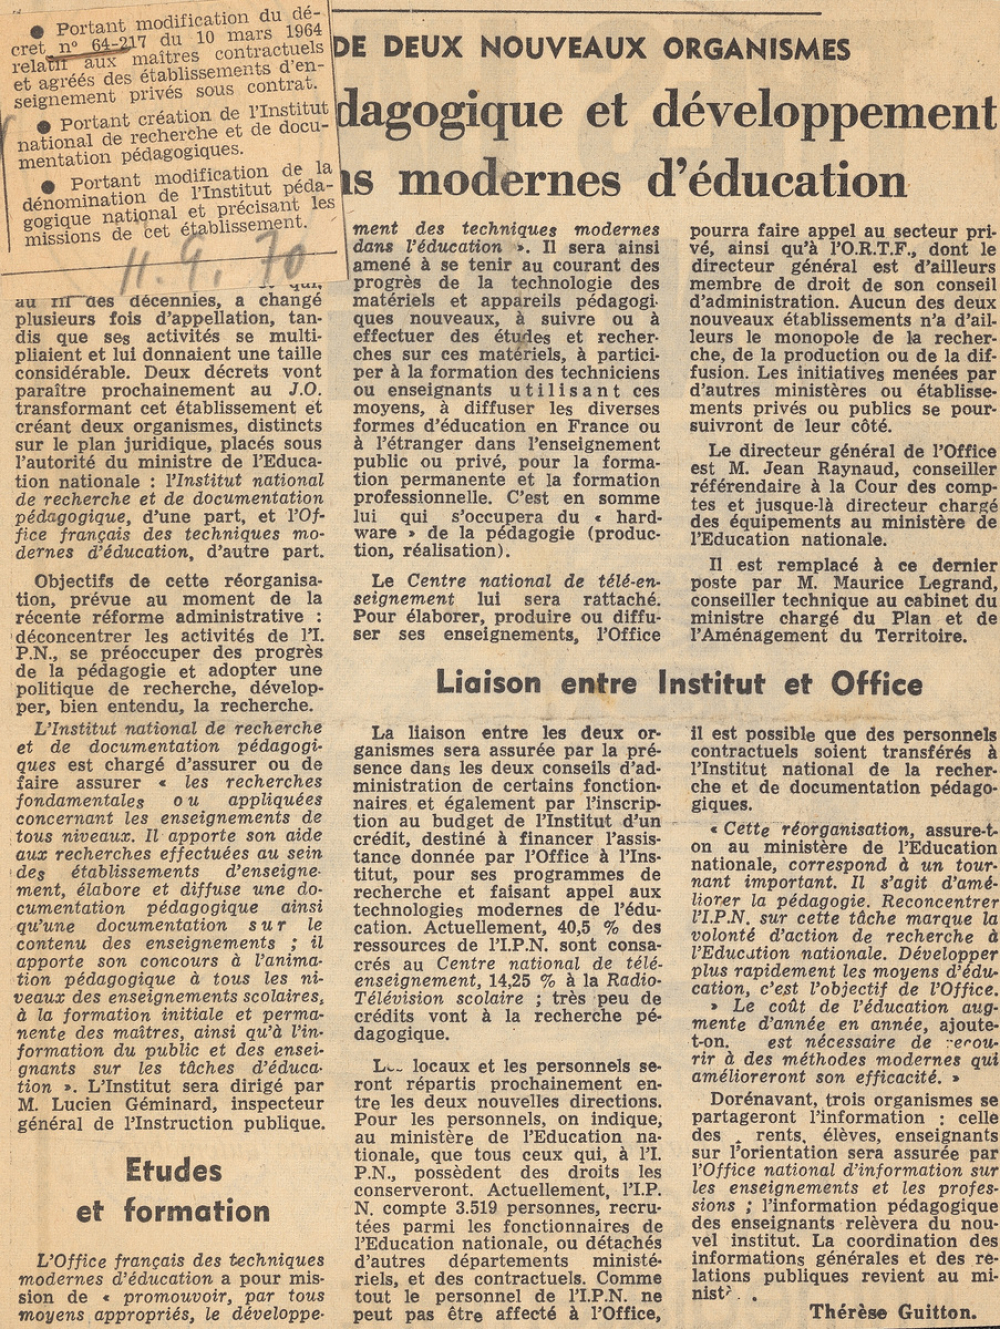 ● Portant modification du dé-
cret n° 64-217 du 10 mars 1964
relatif aux maîtres contractuels
et agréés des établissements d'en-
seignement privés sous contrat.
● Portant création de l'Institut
national de recherche et de docu-
mentation pédagogiques.
● Portant modification de la
dénomination de l'Institut péda-
gogique national et précisant les
missions de cet établissement.
11. 9. 70
DE DEUX NOUVEAUX ORGANISMES
dagogique et développement
ns modernes d'éducation
qui,
au fil des décennies, a changé
plusieurs fois d'appellation, tan-
dis que ses activités se multi-
pliaient et lui donnaient une taille
considérable. Deux décrets vont
paraître prochainement au J.O.
transformant cet établissement et
créant deux organismes, distincts
sur le plan juridique, placés sous
l'autorité du ministre de l'Educa-
tion nationale : l'Institut national
de recherche et de documentation
pédagogique, d'une part, et l'Of-
fice français des techniques mo-
dernes d'éducation, d'autre part.
Objectifs de cette réorganisa-
tion, prévue au moment de la
récente réforme administrative :
déconcentrer les activités de l'I.
P.N., se préoccuper des progrès
de la pédagogie et adopter une
politique de recherche, dévelop-
per, bien entendu, la recherche.
L'Institut national de recherche
et de documentation pédagogi-
ques est chargé d'assurer ou de
faire assurer « les recherches
fondamentales ou appliquées
concernant les enseignements de
tous niveaux. Il apporte son aide
aux recherches effectuées au sein
des établissements d'enseigne-
ment, élabore et diffuse une do-
cumentation pédagogique ainsi
qu'une documentation sur le
contenu des enseignements ; il
apporte son concours à l'anima-
tion pédagogique à tous les ni-
veaux des enseignements scolaires,
à la formation initiale et perma-
nente des maîtres, ainsi qu'à l'in-
formation du public et des ensei-
gnants sur les tâches d'éduca-
tion ». L'Institut sera dirigé par
M. Lucien Géminard, inspecteur
général de l'Instruction publique.
Etudes
et formation
L'Office français des techniques
modernes d'éducation a pour mis-
sion de « promouvoir, par tous
moyens appropriés, le développe-
ment des techniques modernes
dans l'éducation ». Il sera ainsi
amené à se tenir au courant des
progrès de la technologie des
matériels et appareils pédagogi-
ques nouveaux, à suivre ou à
effectuer des études et recher-
ches sur ces matériels, à partici-
per à la formation des techniciens
ou enseignants utilisant ces
moyens, à diffuser les diverses
formes d'éducation en France ou
à l'étranger dans l'enseignement
public ou privé, pour la forma-
tion permanente et la formation
professionnelle. C'est en somme
lui qui s'occupera du « hard-
ware » de la pédagogie (produc-
tion, réalisation).
Le Centre national de télé-en-
seignement lui sera rattaché.
Pour élaborer, produire ou diffu-
ser ses enseignements, l'Office
pourra faire appel au secteur pri-
vé, ainsi qu'à l'O.R.T.F., dont le
directeur général est d'ailleurs
membre de droit de son conseil
d'administration. Aucun des deux
nouveaux établissements n'a d'ail-
leurs le monopole de la recher-
che, de la production ou de la dif-
fusion. Les initiatives menées par
d'autres ministères ou établisse-
ments privés ou publics se pour-
suivront de leur côté.
Le directeur général de l'Office
est M. Jean Raynaud, conseiller
référendaire à la Cour des comp-
tes et jusque-là directeur chargé
des équipements au ministère de
l'Education nationale.
Il est remplacé à ce dernier
poste par M. Maurice Legrand,
conseiller technique au cabinet du
ministre chargé du Plan et de
l'Aménagement du Territoire.
Liaison entre Institut et Office
La liaison entre les deux or-
ganismes sera assurée par la pré-
sence dans les deux conseils d'ad-
ministration de certains fonction-
naires et également par l'inscrip-
tion au budget de l'Institut d'un
crédit, destiné à financer l'assis-
tance donnée par l'Office à l'Ins-
titut, pour ses programmes de
recherche et faisant appel aux
technologies modernes de l'édu-
cation. Actuellement, 40,5 % des
ressources de l'I.P.N. sont consa-
crés au Centre national de télé-
enseignement, 14,25 % à la Radio-
Télévision scolaire ; très peu de
crédits vont à la recherche pé-
dagogique.
locaux et les personnels se-
ront répartis prochainement en-
tre les deux nouvelles directions.
Pour les personnels, on indique,
au ministère de l'Education na-
tionale, que tous ceux qui, à l'I.
P.N., possèdent des droits les
conserveront. Actuellement, l'I.P.
N. compte 3.519 personnes, recru-
tées parmi les fonctionnaires de
l'Education nationale, ou détachés
d'autres départements ministé-
riels, et des contractuels. Comme
tout le personnel de l'I.P.N. ne
peut pas être affecté à l'Office,
il est possible que des personnels
contractuels soient transférés à
l'Institut national de la recher-
che et de documentation pédago-
giques.
« Cette réorganisation, assure-t-
on au ministère de l'Education
nationale, correspond à un tour-
nant important. Il s'agit d'amé-
liorer la pédagogie. Reconcentrer
l'I.P.N. sur cette tâche marque la
volonté d'action de recherche à
l'Education nationale. Développer
plus rapidement les moyens d'édu-
cation, c'est l'objectif de l'Office.
» Le coût de l'éducation aug-
mente d'année en année, ajoute-
t-on. est nécessaire de recou-
rir à des méthodes modernes qui
amélioreront son efficacité. »
Dorénavant, trois organismes se
partageront l'information : celle
des rents, élèves, enseignants
sur l'orientation sera assurée par
l'Office national d'information sur
les enseignements et les profes-
sions ; l'information pédagogique
des enseignants relèvera du nou-
vel institut. La coordination des
informations générales et des re-
lations publiques revient au mi-
nist
Thérèse Guitton.